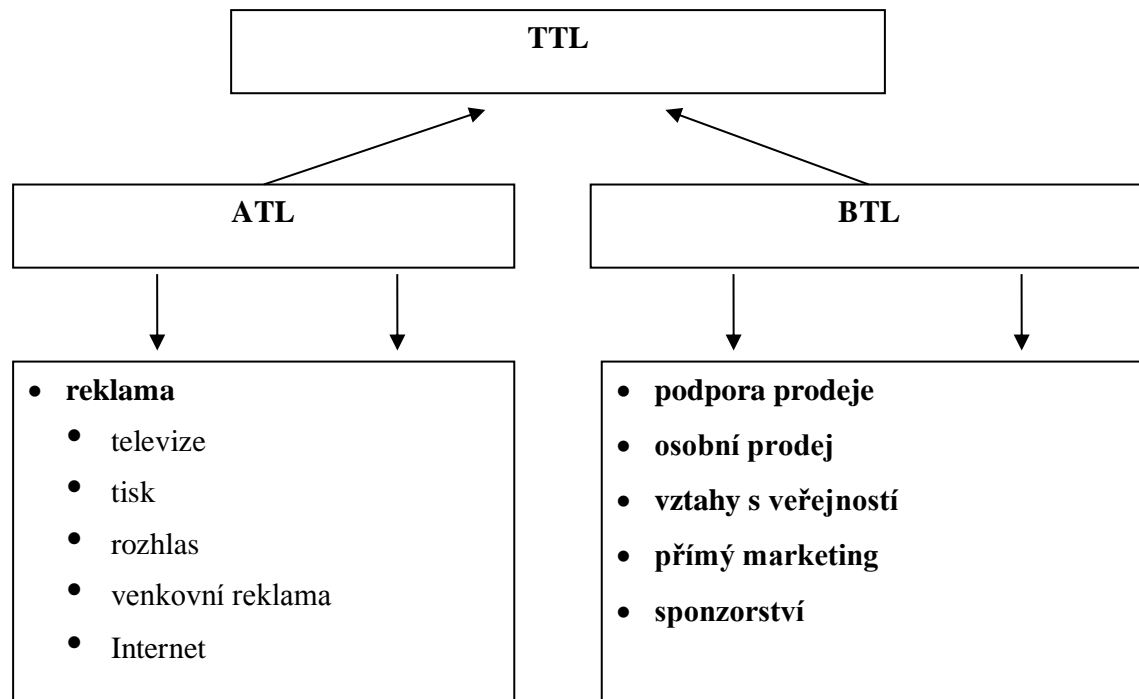 TTL
ATL
BTL
• reklama
• televize
• tisk
• rozhlas
• venkovní reklama
• Internet
• podpora prodeje
• osobní prodej
• vztahy s veřejností
• přímý marketing
• sponzorství